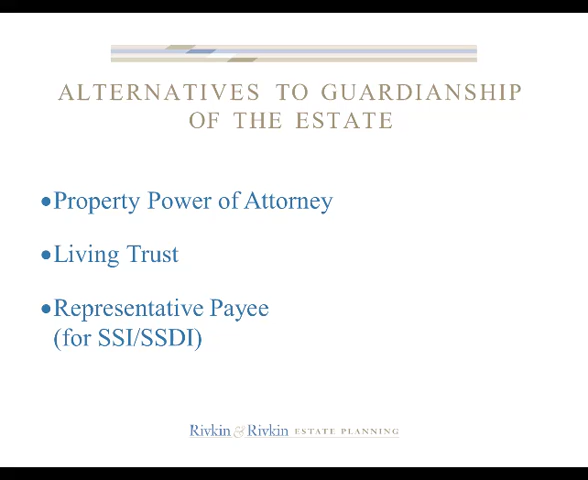 ALTERNATIVES TO GUARDIANSHIP
OF THE ESTATE
•Property Power of Attorney
•Living Trust
•Representative Payee
(for SSI/SSDI)
Rivkin & Rivkin ESTATE PLANNING